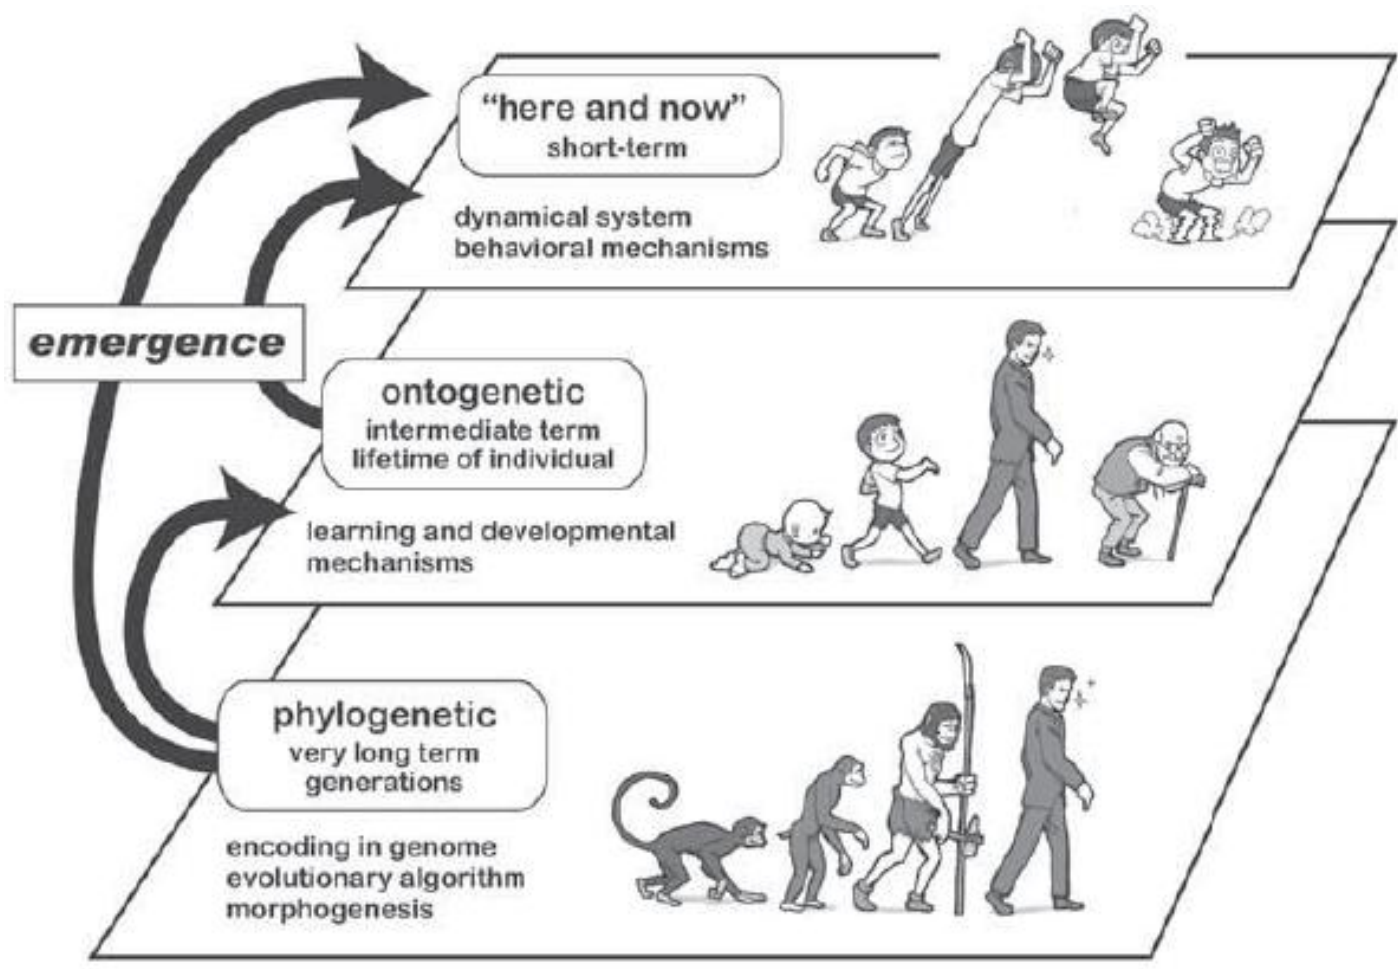 “here and now”
short-term
dynamical system
behavioral mechanisms
emergence
ontogenetic
intermediate term
lifetime of individual
learning and developmental
mechanisms
phylogenetic
very long term
generations
encoding in genome
evolutionary algorithm
morphogenesis